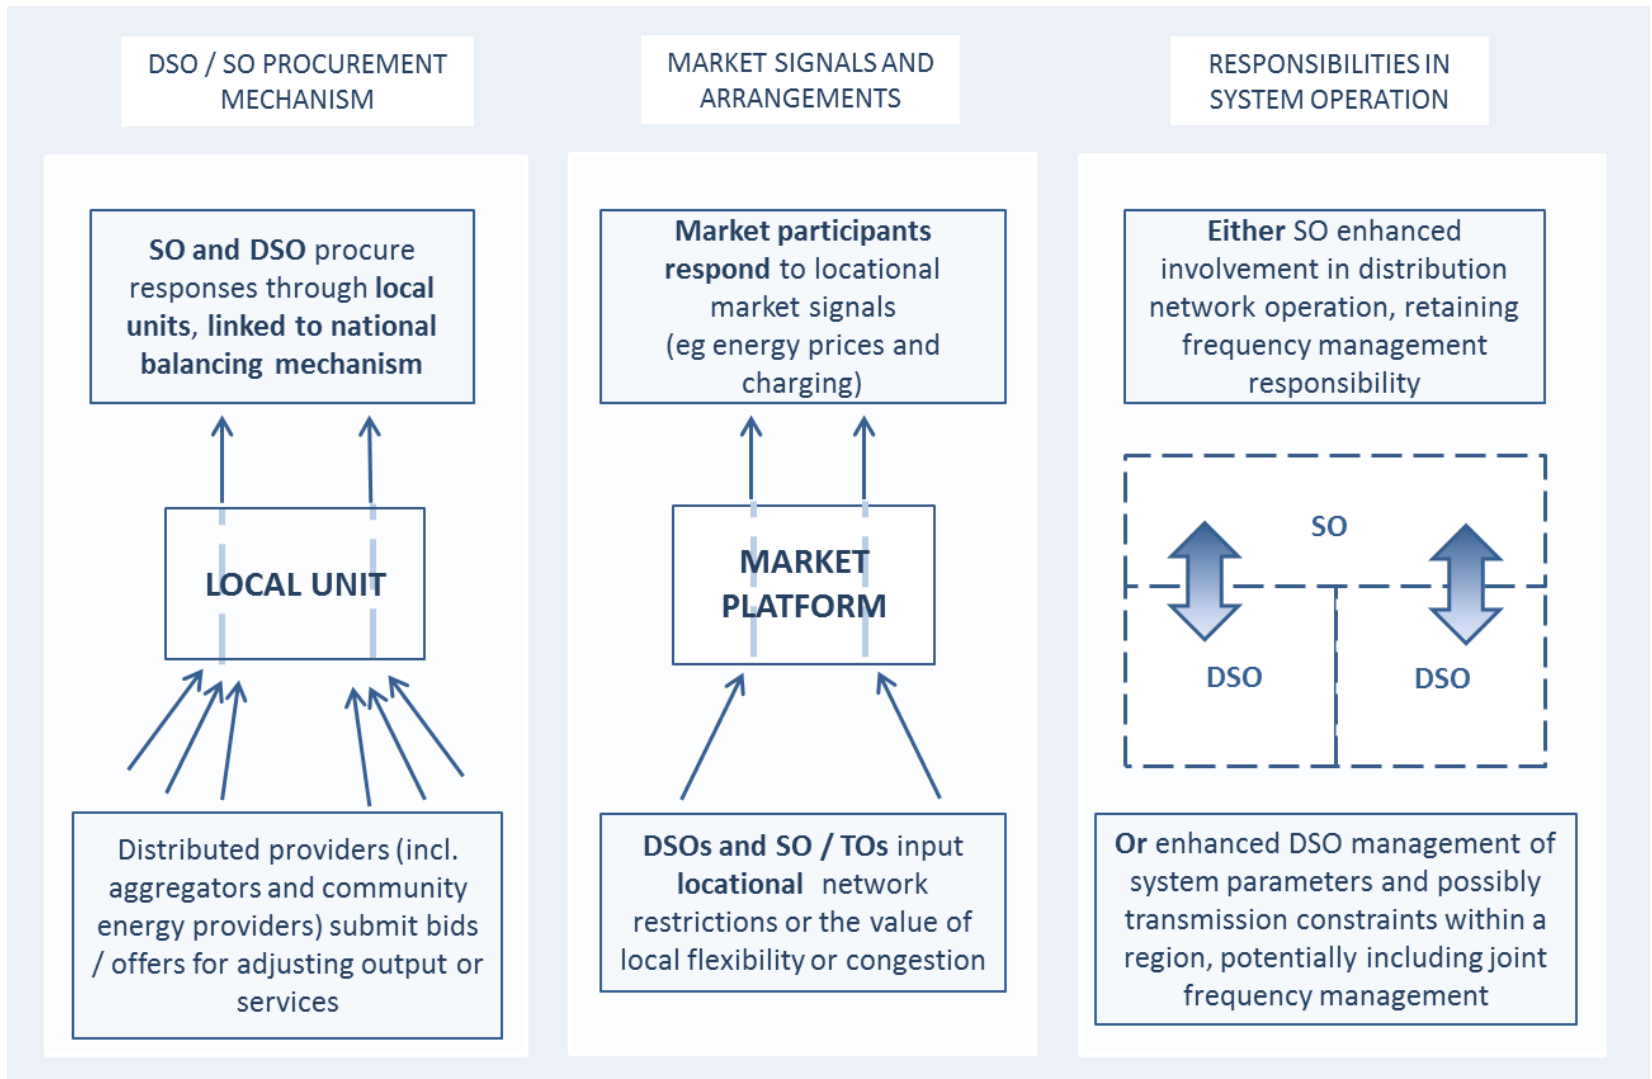 DSO / SO PROCUREMENT
MECHANISM
SO and DSO procure
responses through local
units, linked to national
balancing mechanism
LOCAL UNIT
Distributed providers (incl.
aggregators and community
energy providers) submit bids
/ offers for adjusting output or
services
MARKET SIGNALS AND
ARRANGEMENTS
Market participants
respond to locational
market signals
(eg energy prices and
charging)
MARKET
PLATFORM
DSOs and SO / TOs input
locational network
restrictions or the value of
local flexibility or congestion
RESPONSIBILITIES IN
SYSTEM OPERATION
Either SO enhanced
involvement in distribution
network operation, retaining
frequency management
responsibility
SO
DSO
DSO
Or enhanced DSO management of
system parameters and possibly
transmission constraints within a
region, potentially including joint
frequency management